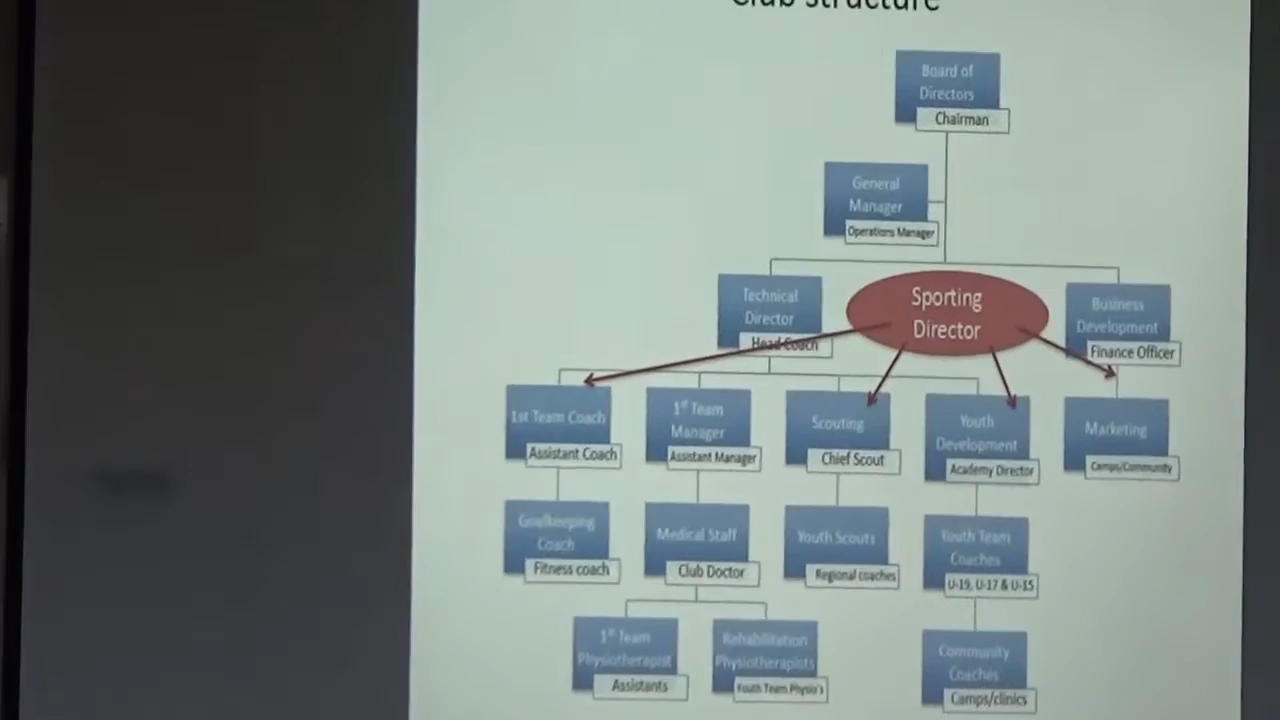 Club structure
Board of
Directors
Chairman
General
Manager
Operations Manager
Technical
Director
Head Coach
Sporting
Director
Business
Development
Finance Officer
1st Team Coach
Assistant Coach
1st Team
Manager
Assistant Manager
Scouting
Chief Scout
Youth
Development
Academy Director
Marketing
Camps/Community
Goalkeeping
Coach
Fitness coach
Medical Staff
Club Doctor
Youth Scouts
Regional coaches
Youth Team
Coaches
U-19, U-17 & U-15
1st Team
Physiotherapist
Assistants
Rehabilitation
Physiotherapists
Youth Team Physio's
Community
Coaches
Camps/clinics